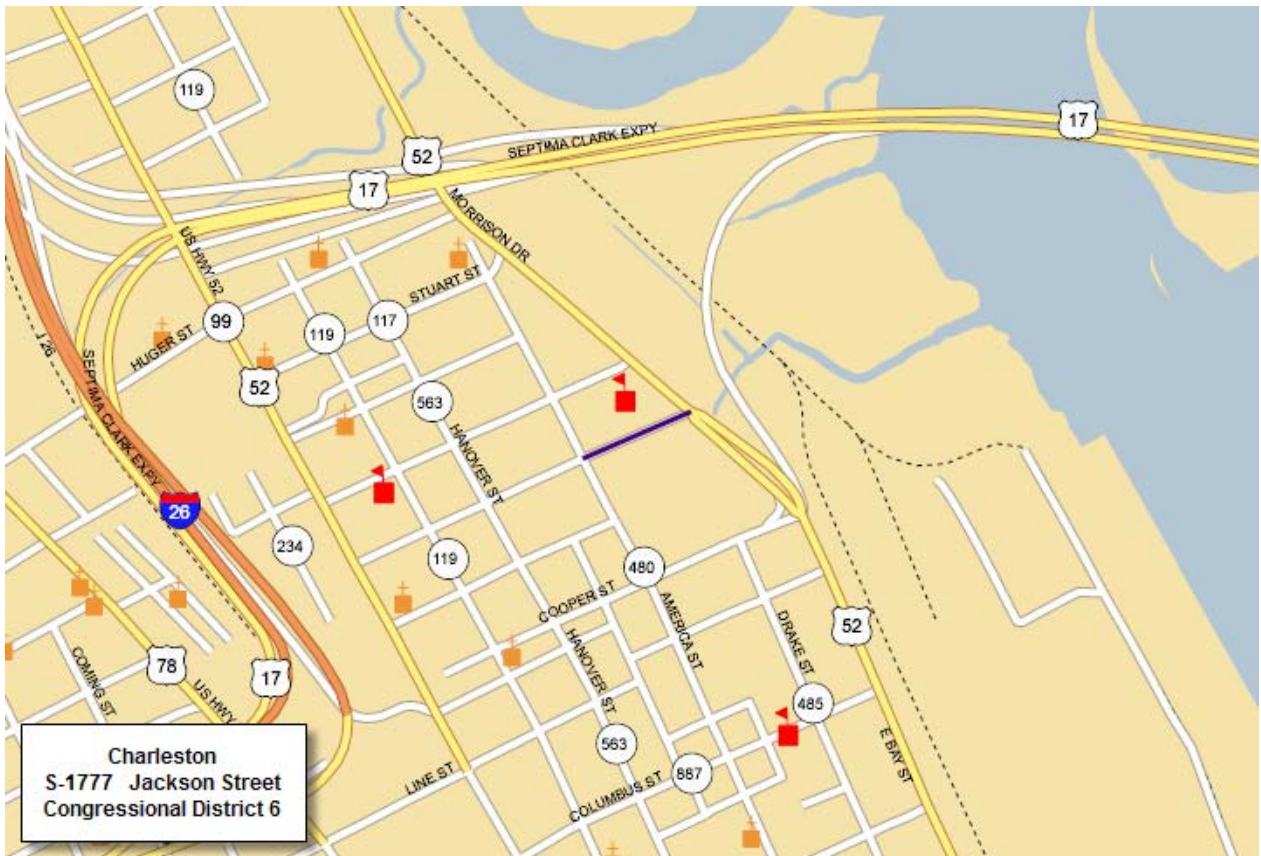 119
17
52
SEPTIMA CLARK EXPY
17
MORRISON DR
US HWY 52
STUART ST
99
119
117
HUGER ST
I 26
52
SEPTIMA CLARK EXPY
563
HANOVER ST
26
234
119
480
COOPER ST
AMERICA ST
DRAKE ST
52
HANOVER ST
COMING ST
78
17
US HWY
485
563
887
E BAY ST
LINE ST
COLUMBUS ST
Charleston
S-1777 Jackson Street
Congressional District 6